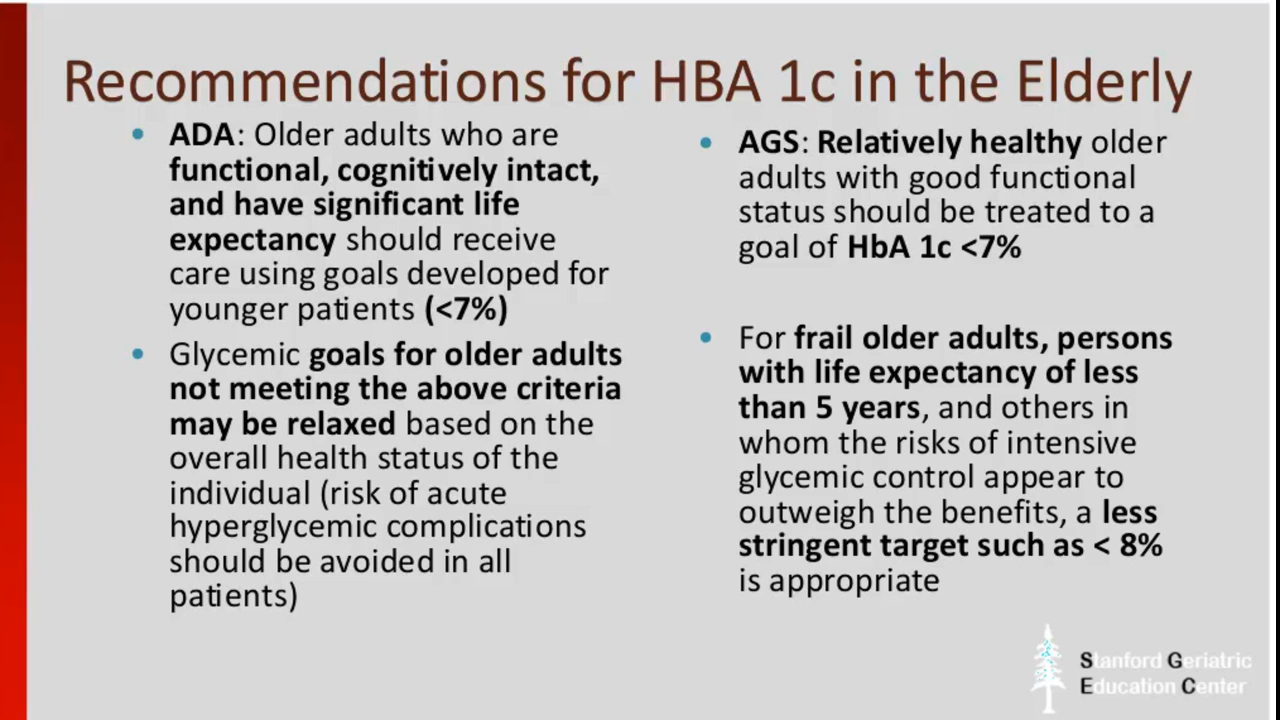 Recommendations for HBA 1c in the Elderly
• ADA: Older adults who are
functional, cognitively intact,
and have significant life
expectancy should receive
care using goals developed for
younger patients (<7%)
• Glycemic goals for older adults
not meeting the above criteria
may be relaxed based on the
overall health status of the
individual (risk of acute
hyperglycemic complications
should be avoided in all
patients)
• AGS: Relatively healthy older
adults with good functional
status should be treated to a
goal of HbA 1c <7%
• For frail older adults, persons
with life expectancy of less
than 5 years, and others in
whom the risks of intensive
glycemic control appear to
outweigh the benefits, a less
stringent target such as < 8%
is appropriate
Stanford Geriatric
Education Center